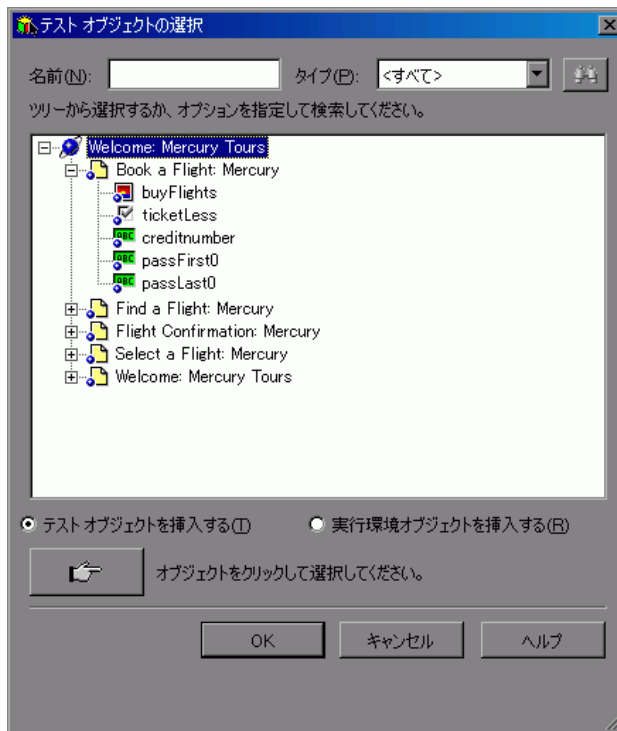 テスト オブジェクトの選択
名前(N): タイプ(P): <すべて>
ツリーから選択するか、オプションを指定して検索してください。
Welcome: Mercury Tours
Book a Flight: Mercury
buyFlights
ticketLess
ABC creditnumber
ABC passFirst0
ABC passLast0
Find a Flight: Mercury
Flight Confirmation: Mercury
Select a Flight: Mercury
Welcome: Mercury Tours
テスト オブジェクトを挿入する(T) 実行環境オブジェクトを挿入する(R)
オブジェクトをクリックして選択してください。
OK キャンセル ヘルプ